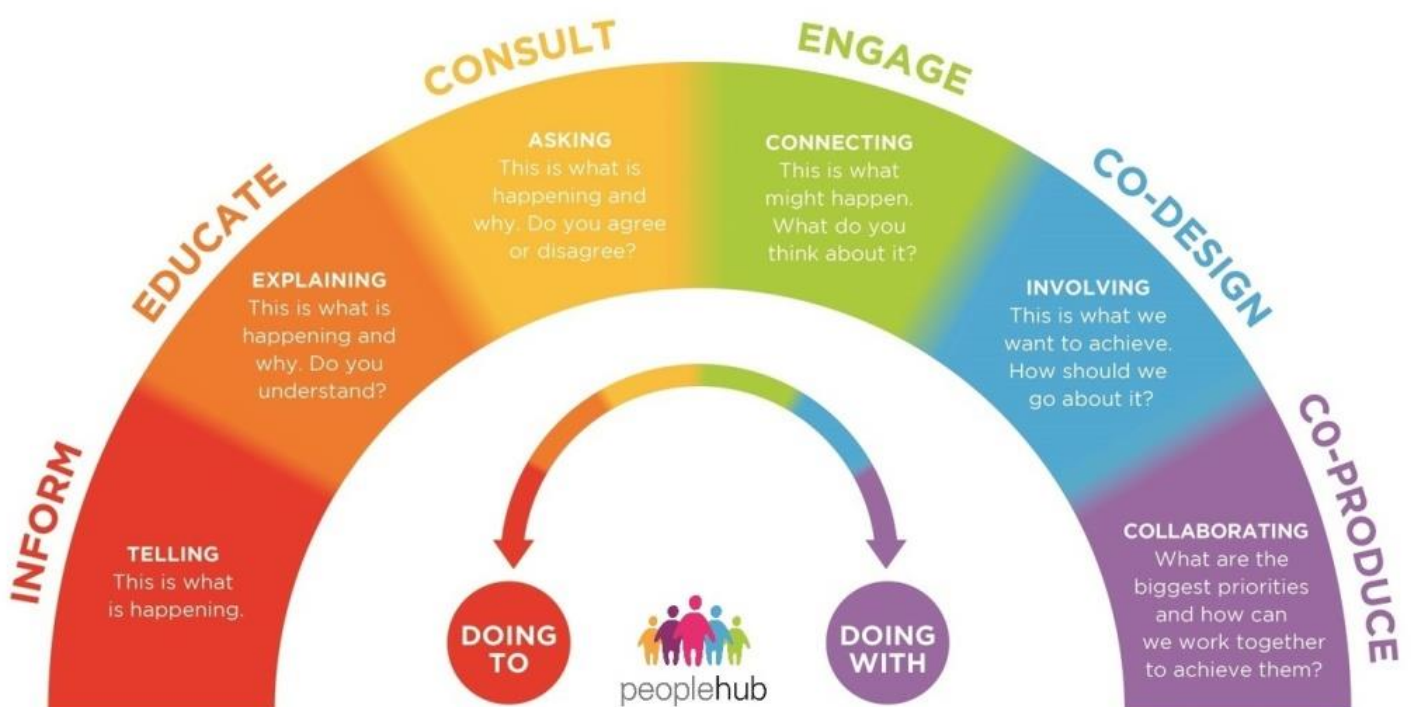 INFORM
TELLING
This is what
is happening.
EDUCATE
EXPLAINING
This is what is
happening and
why. Do you
understand?
CONSULT
ASKING
This is what is
happening and
why. Do you agree
or disagree?
ENGAGE
CONNECTING
This is what
might happen.
What do you
think about it?
CO-DESIGN
INVOLVING
This is what we
want to achieve.
How should we
go about it?
CO-PRODUCE
COLLABORATING
What are the
biggest priorities
and how can
we work together
to achieve them?
DOING
TO
peoplehub
DOING
WITH